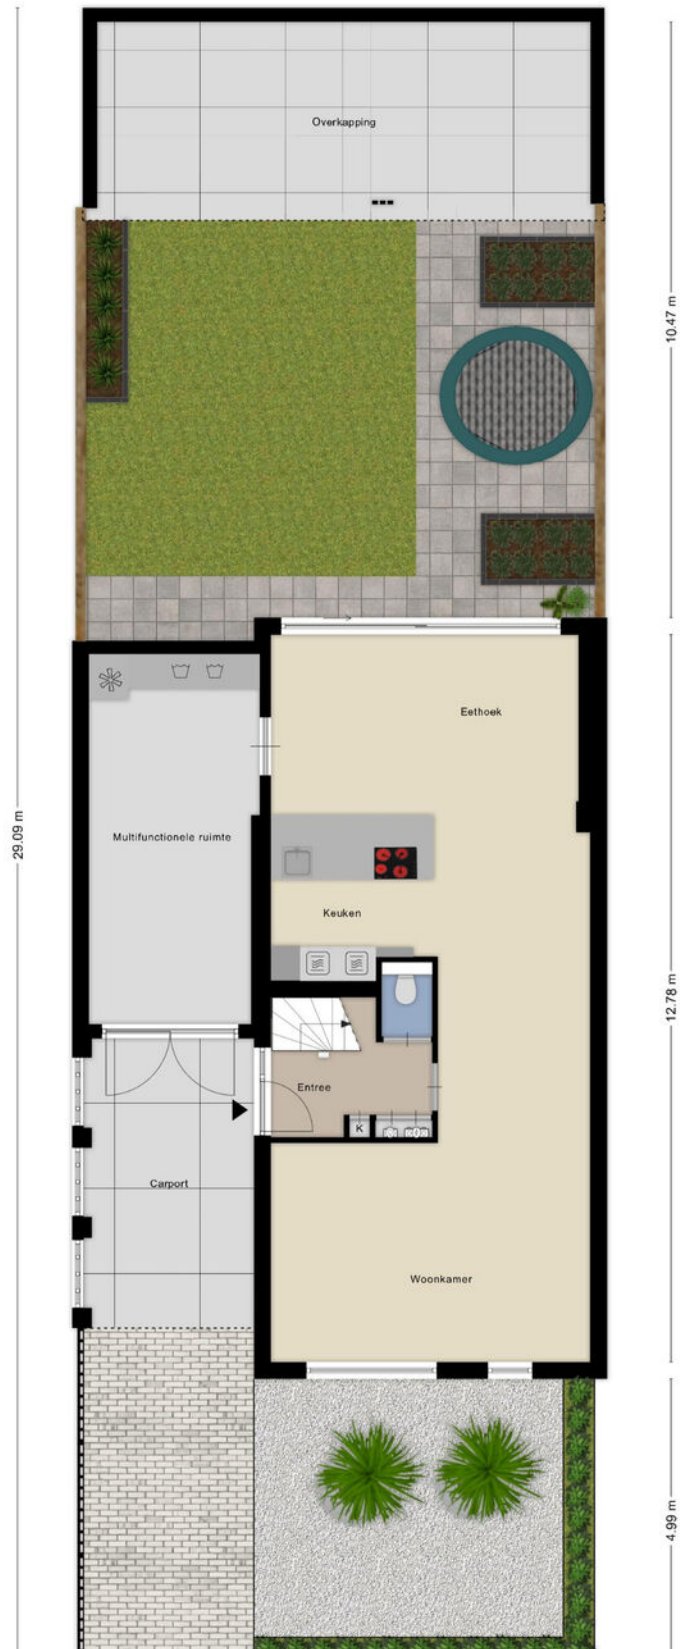 Overkapping
10.47 m
Eethoek
29.09 m
Multifunctionele ruimte
Keuken
12.78 m
Entree
K
Carport
Woonkamer
4.99 m